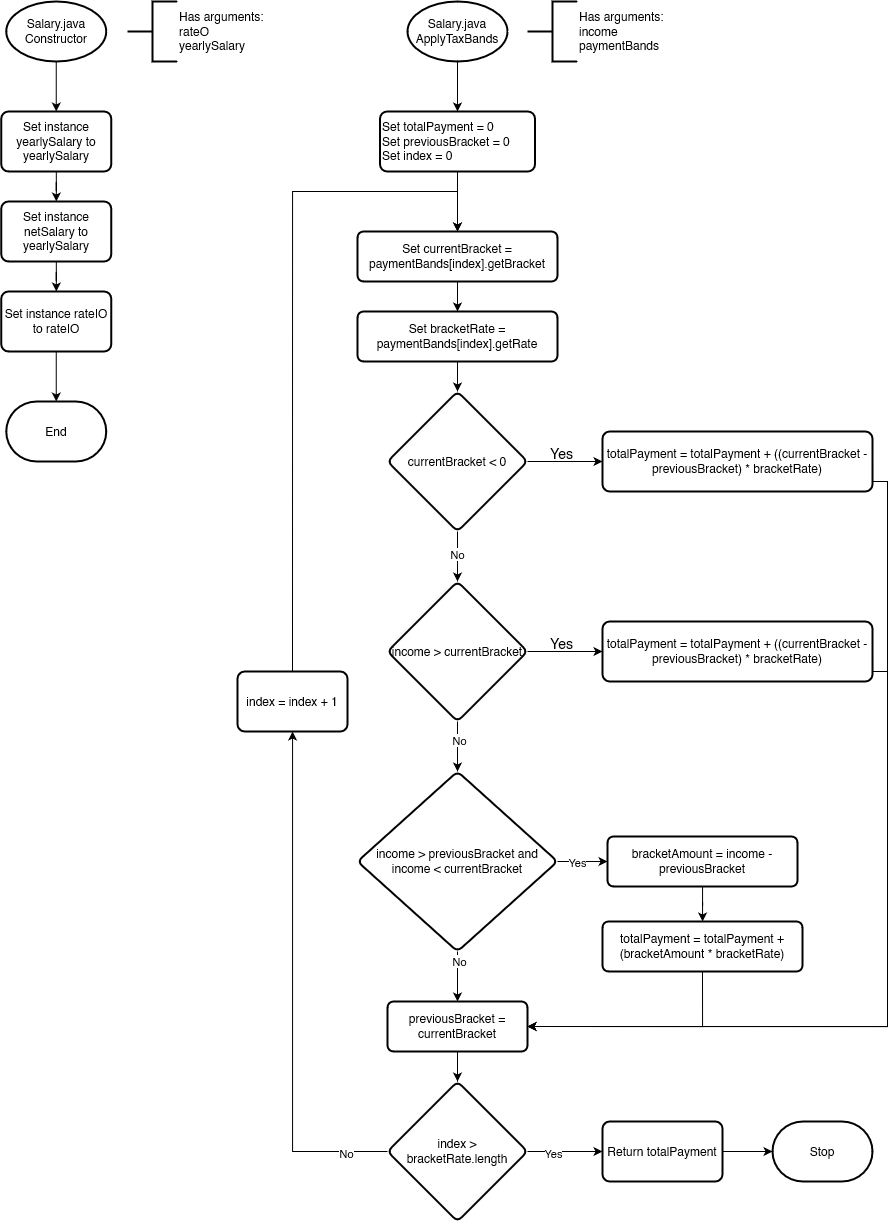 Salary.java
Constructor
Has arguments:
rateO
yearlySalary
Set instance
yearlySalary to
yearlySalary
Set instance
netSalary to
yearlySalary
Set instance rateIO
to rateIO
End
Salary.java
ApplyTaxBands
Has arguments:
income
paymentBands
Set totalPayment = 0
Set previousBracket = 0
Set index = 0
Set currentBracket =
paymentBands[index].getBracket
Set bracketRate =
paymentBands[index].getRate
currentBracket < 0
Yes
totalPayment = totalPayment + ((currentBracket -
previousBracket) * bracketRate)
No
income > currentBracket
Yes
totalPayment = totalPayment + ((currentBracket -
previousBracket) * bracketRate)
index = index + 1
No
income > previousBracket and
income < currentBracket
Yes
bracketAmount = income -
previousBracket
totalPayment = totalPayment +
(bracketAmount * bracketRate)
No
previousBracket =
currentBracket
index >
bracketRate.length
No
Yes
Return totalPayment
Stop